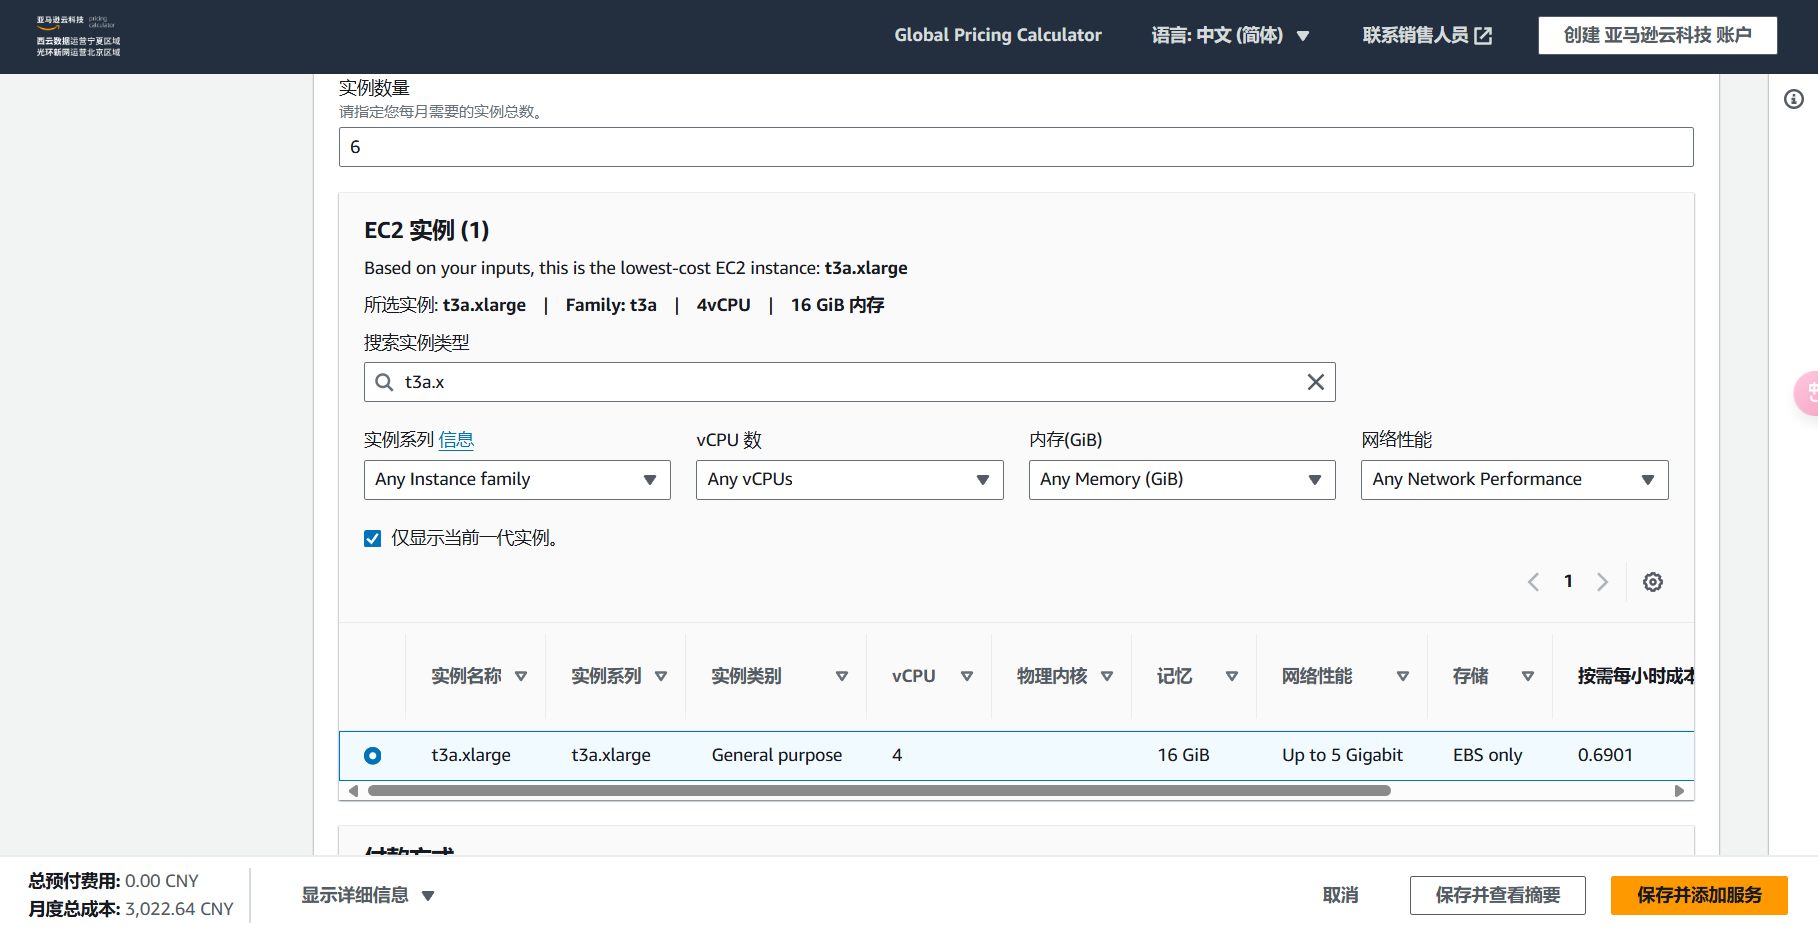 亚马逊云科技 pricing calculator
西云数据运营宁夏区域
光环新网运营北京区域
Global Pricing Calculator
语言: 中文 (简体)
联系销售人员
创建 亚马逊云科技 账户
实例数量
请指定您每月需要的实例总数。
6
EC2 实例 (1)
Based on your inputs, this is the lowest-cost EC2 instance: t3a.xlarge
所选实例: t3a.xlarge | Family: t3a | 4vCPU | 16 GiB 内存
搜索实例类型
t3a.x
实例系列 信息 vCPU 数 内存(GiB) 网络性能
Any Instance family Any vCPUs Any Memory (GiB) Any Network Performance
仅显示当前一代实例。
1
实例名称 实例系列 实例类别 vCPU 物理内核 记忆 网络性能 存储 按需每小时成本
t3a.xlarge t3a.xlarge General purpose 4 16 GiB Up to 5 Gigabit EBS only 0.6901
付款方式
总预付费用: 0.00 CNY
月度总成本: 3,022.64 CNY
显示详细信息
取消
保存并查看摘要
保存并添加服务